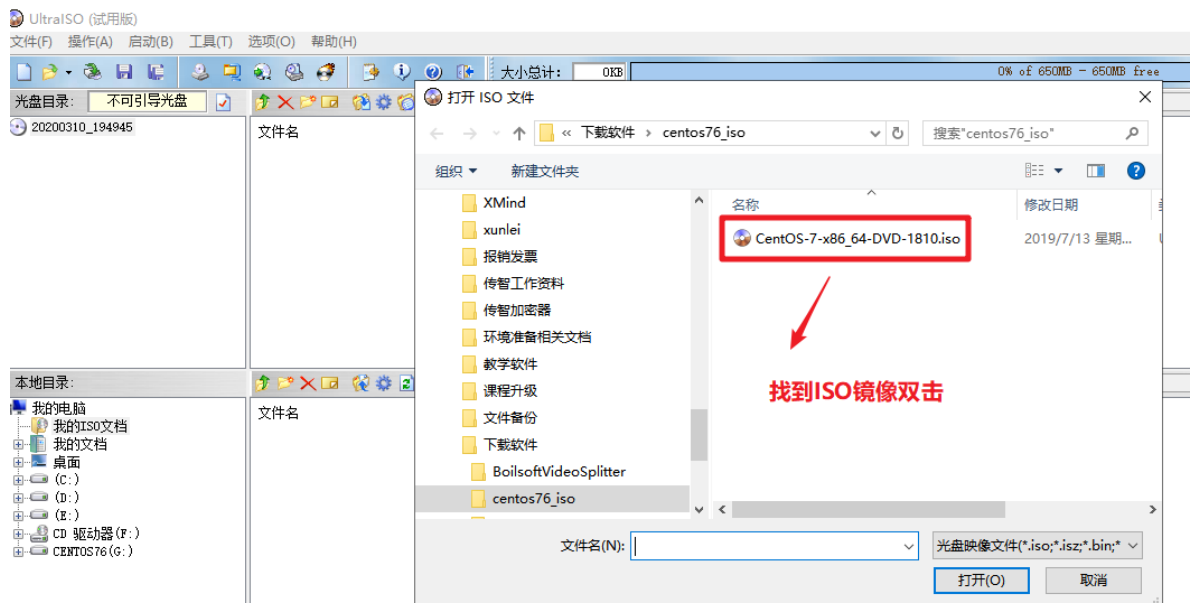 UltraISO (试用版)
文件(F) 操作(A) 启动(B) 工具(T) 选项(O) 帮助(H)
大小总计: 0KB 0% of 650MB - 650MB free
光盘目录: 不可引导光盘
20200310_194945
文件名
打开 ISO 文件
« 下载软件 › centos76_iso
搜索"centos76_iso"
组织 新建文件夹
名称 修改日期
XMind
xunlei
报销发票
传智工作资料
传智加密器
环境准备相关文档
教学软件
课程升级
文件备份
下载软件
BoilsoftVideoSplitter
centos76_iso
CentOS-7-x86_64-DVD-1810.iso 2019/7/13 星期...
找到ISO镜像双击
文件名(N): 光盘映像文件(*.iso;*.isz;*.bin;*
打开(O) 取消
本地目录:
文件名
我的电脑
我的ISO文档
我的文档
桌面
(C:)
(D:)
(E:)
CD 驱动器(F:)
CENTOS76(G:)